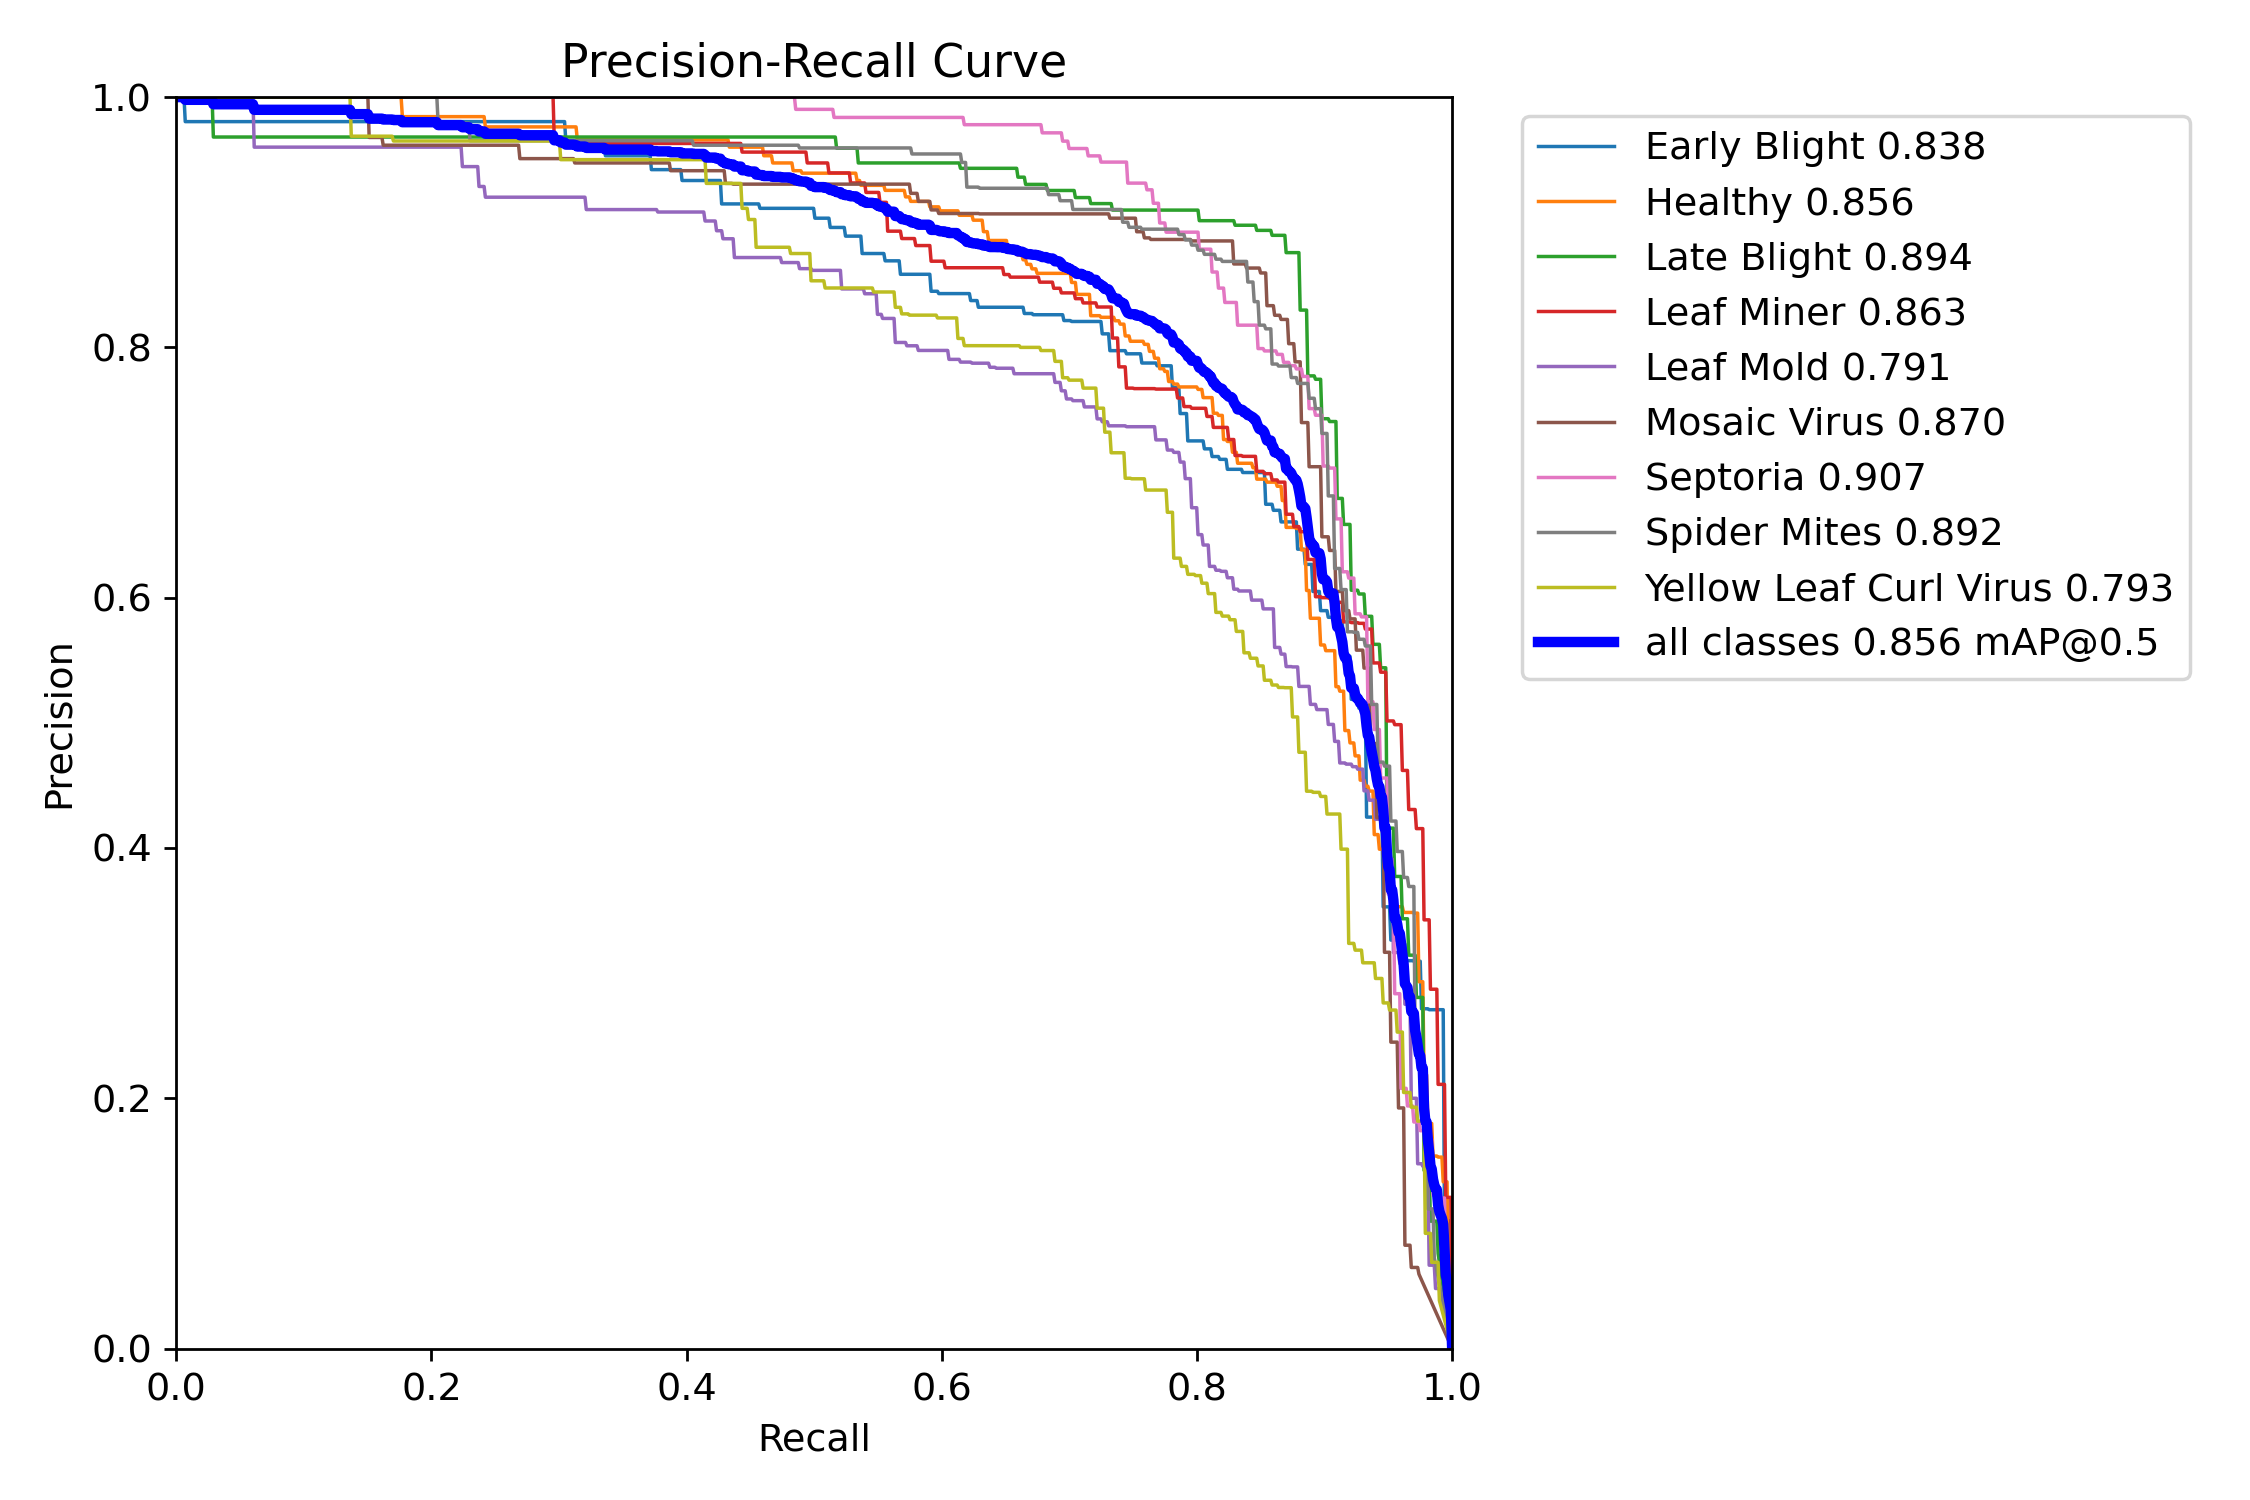 Precision-Recall Curve
1.0
0.8
0.6
0.4
0.2
0.0
Precision
0.0 0.2 0.4 0.6 0.8 1.0
Recall
Early Blight 0.838
Healthy 0.856
Late Blight 0.894
Leaf Miner 0.863
Leaf Mold 0.791
Mosaic Virus 0.870
Septoria 0.907
Spider Mites 0.892
Yellow Leaf Curl Virus 0.793
all classes 0.856 mAP@0.5